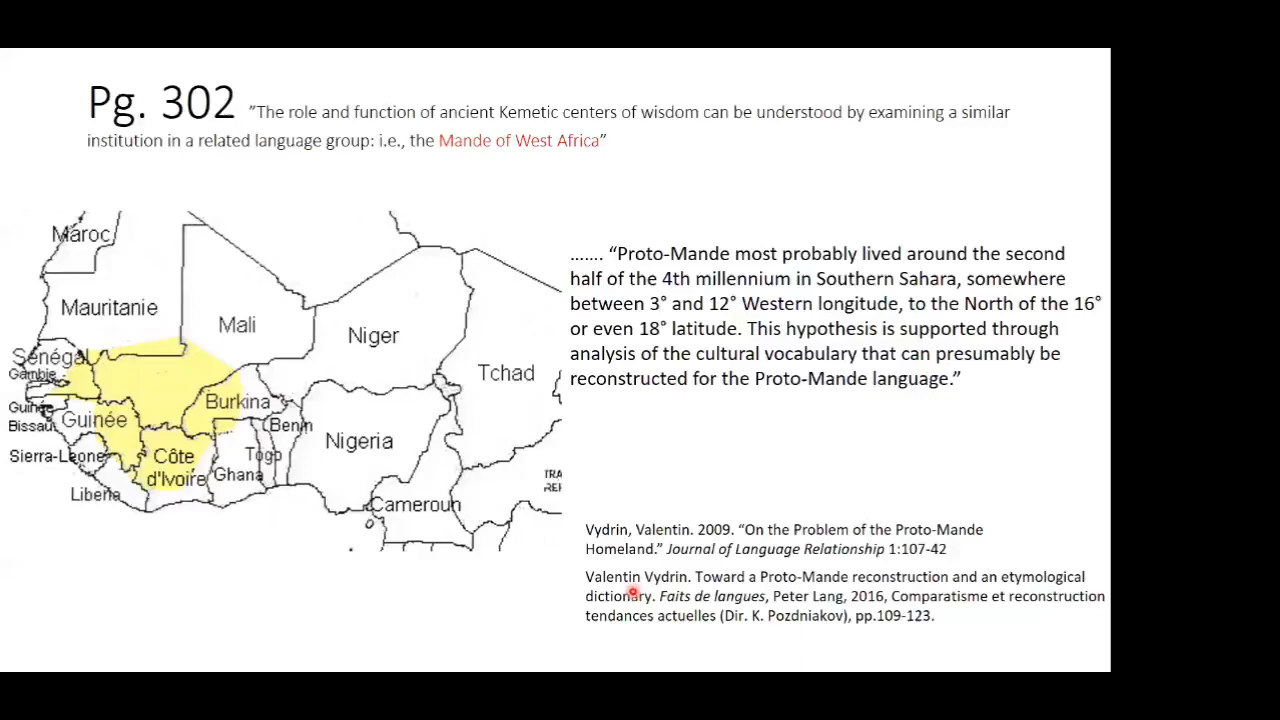 Pg. 302 ”The role and function of ancient Kemetic centers of wisdom can be understood by examining a similar
institution in a related language group: i.e., the Mande of West Africa”
Maroc
Mauritanie
Mali
Niger
Tchad
Sénégal
Gambie
Guinée
Bissau
Guinée
Sierra-Leone
Liberia
Côte
d'Ivoire
Burkina
Ghana
Togo
Benin
Nigeria
Cameroun
....... “Proto-Mande most probably lived around the second
half of the 4th millennium in Southern Sahara, somewhere
between 3° and 12° Western longitude, to the North of the 16°
or even 18° latitude. This hypothesis is supported through
analysis of the cultural vocabulary that can presumably be
reconstructed for the Proto-Mande language.”
Vydrin, Valentin. 2009. “On the Problem of the Proto-Mande
Homeland.” Journal of Language Relationship 1:107-42
Valentin Vydrin. Toward a Proto-Mande reconstruction and an etymological
dictionary. Faits de langues, Peter Lang, 2016, Comparatisme et reconstruction
tendances actuelles (Dir. K. Pozdniakov), pp.109-123.